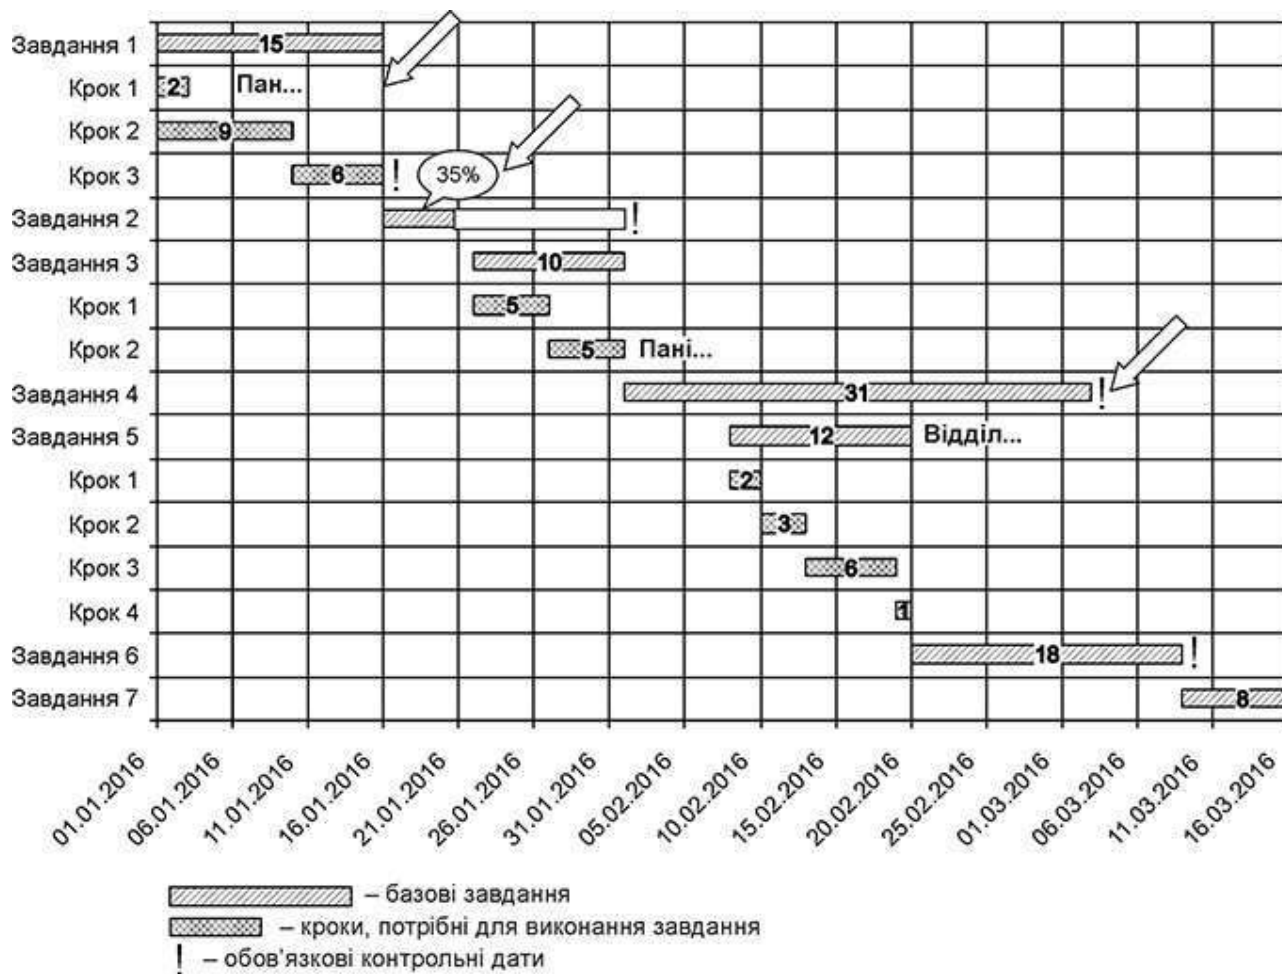 Завдання 1 15
Крок 1 2 Пан...
Крок 2 9
Крок 3 6 ! 35%
Завдання 2 !
Завдання 3 10
Крок 1 5
Крок 2 5 Пані...
Завдання 4 31 !
Завдання 5 12 Відділ...
Крок 1 2
Крок 2 3
Крок 3 6
Крок 4 1
Завдання 6 18 !
Завдання 7 8
01.01.2016
06.01.2016
11.01.2016
16.01.2016
21.01.2016
26.01.2016
31.01.2016
05.02.2016
10.02.2016
15.02.2016
20.02.2016
25.02.2016
01.03.2016
06.03.2016
11.03.2016
16.03.2016
– базові завдання
– кроки, потрібні для виконання завдання
! – обов’язкові контрольні дати